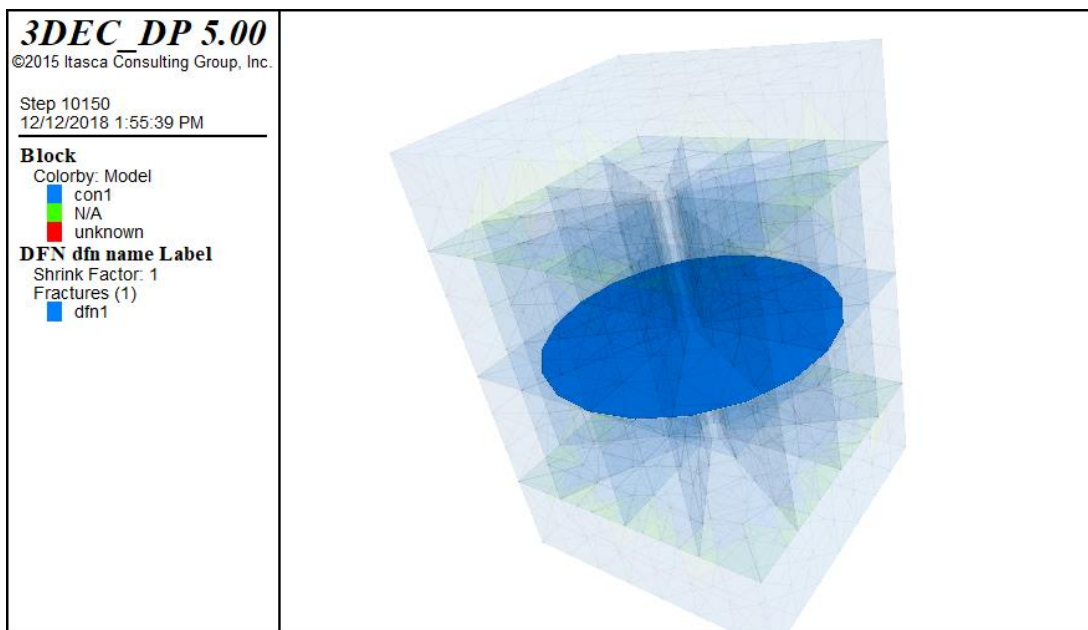 3DEC_DP 5.00
©2015 Itasca Consulting Group, Inc.
Step 10150
12/12/2018 1:55:39 PM
Block
Colorby: Model
con1
N/A
unknown
DFN dfn name Label
Shrink Factor: 1
Fractures (1)
dfn1